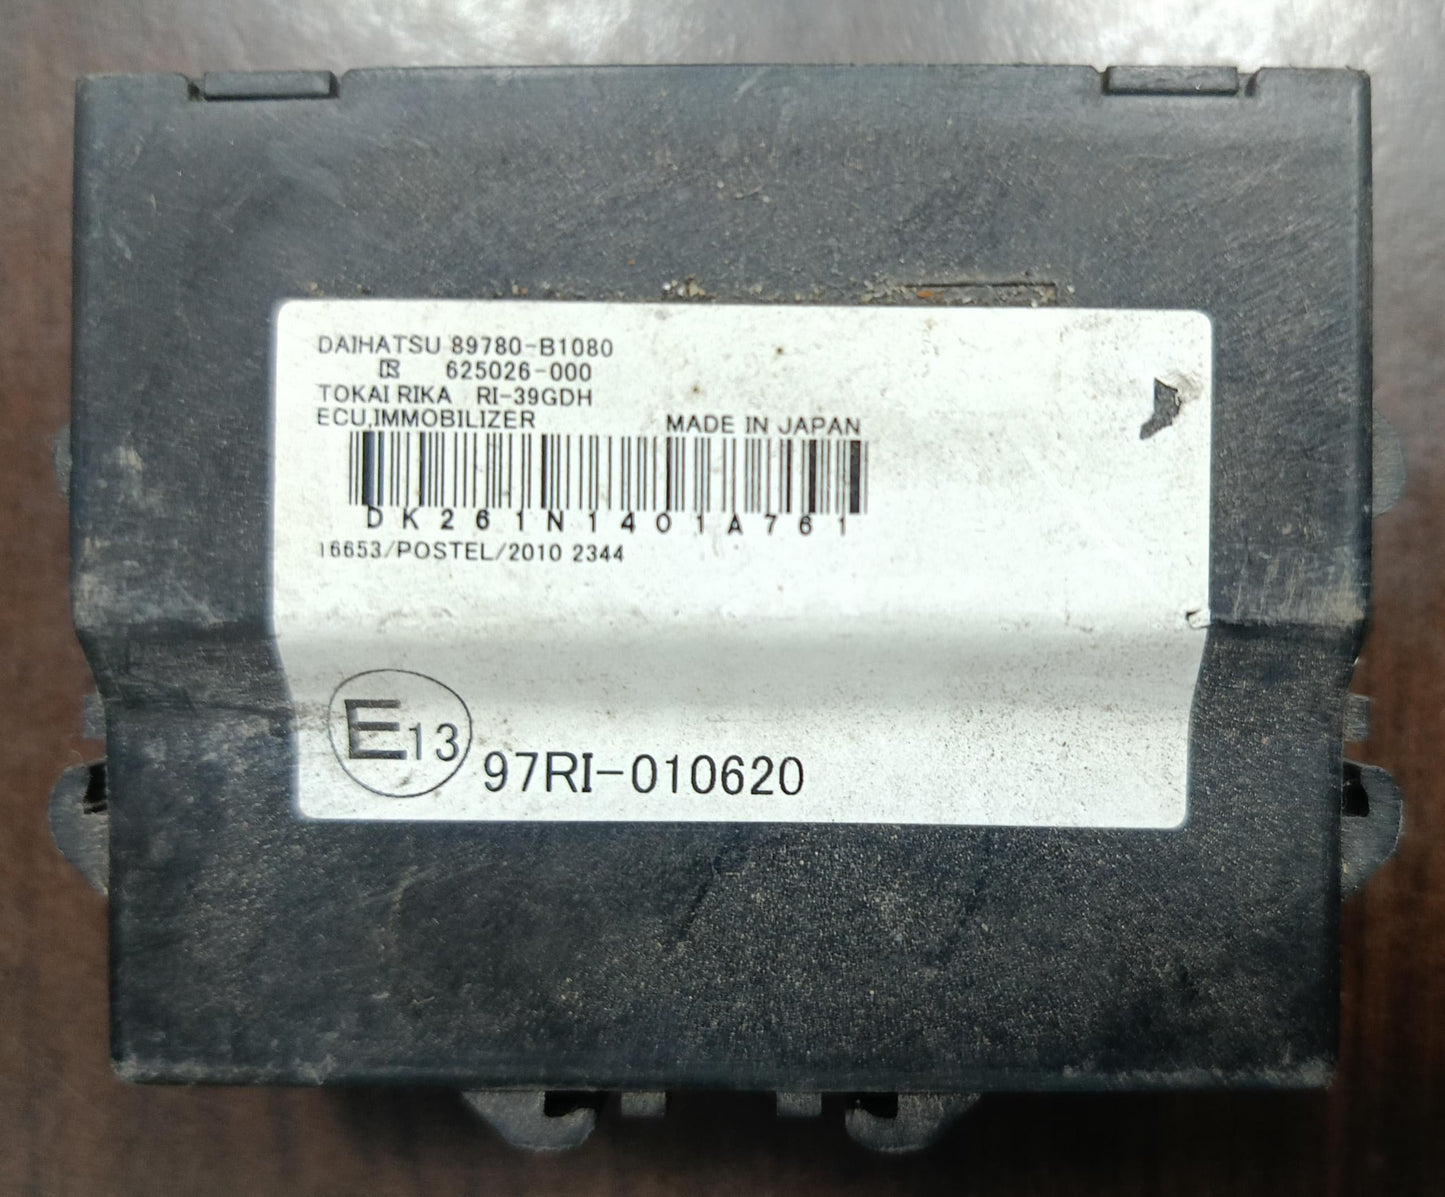 DAIHATSU 89780-B1080
625026-000
TOKAI RIKA RI-39GDH
ECU,IMMOBILIZER MADE IN JAPAN
DK261N1401A761
16653/POSTEL/2010 2344
E13 97RI-010620